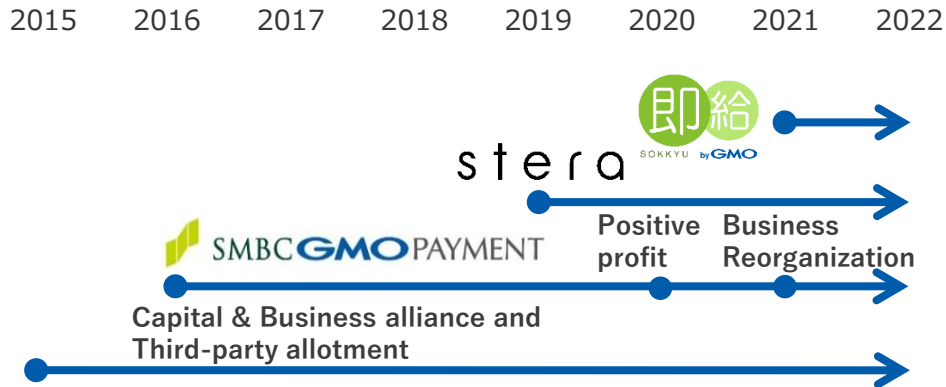 2015 2016 2017 2018 2019 2020 2021 2022
即給
SOKKYU by GMO
stera
Positive profit
Business Reorganization
SMBC GMO PAYMENT
Capital & Business alliance and
Third-party allotment